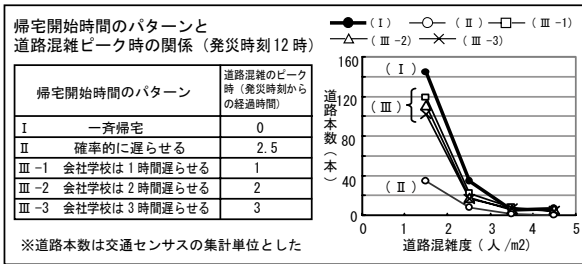 帰宅開始時間のパターンと
道路混雑ピーク時の関係（発災時刻12時）
帰宅開始時間のパターン
道路混雑のピーク
時（発災時刻から
の経過時間）
Ⅰ 一斉帰宅 0
Ⅱ 確率的に遅らせる 2.5
Ⅲ-1 会社学校は1時間遅らせる 1
Ⅲ-2 会社学校は2時間遅らせる 2
Ⅲ-3 会社学校は3時間遅らせる 3
※道路本数は交通センサスの集計単位とした
（Ⅰ） （Ⅱ） （Ⅲ-1）
（Ⅲ-2） （Ⅲ-3）
道路本数（本）
160
120
80
40
0
（Ⅰ）
（Ⅲ）
（Ⅱ）
0 1 2 3 4 5
道路混雑度（人/m2）